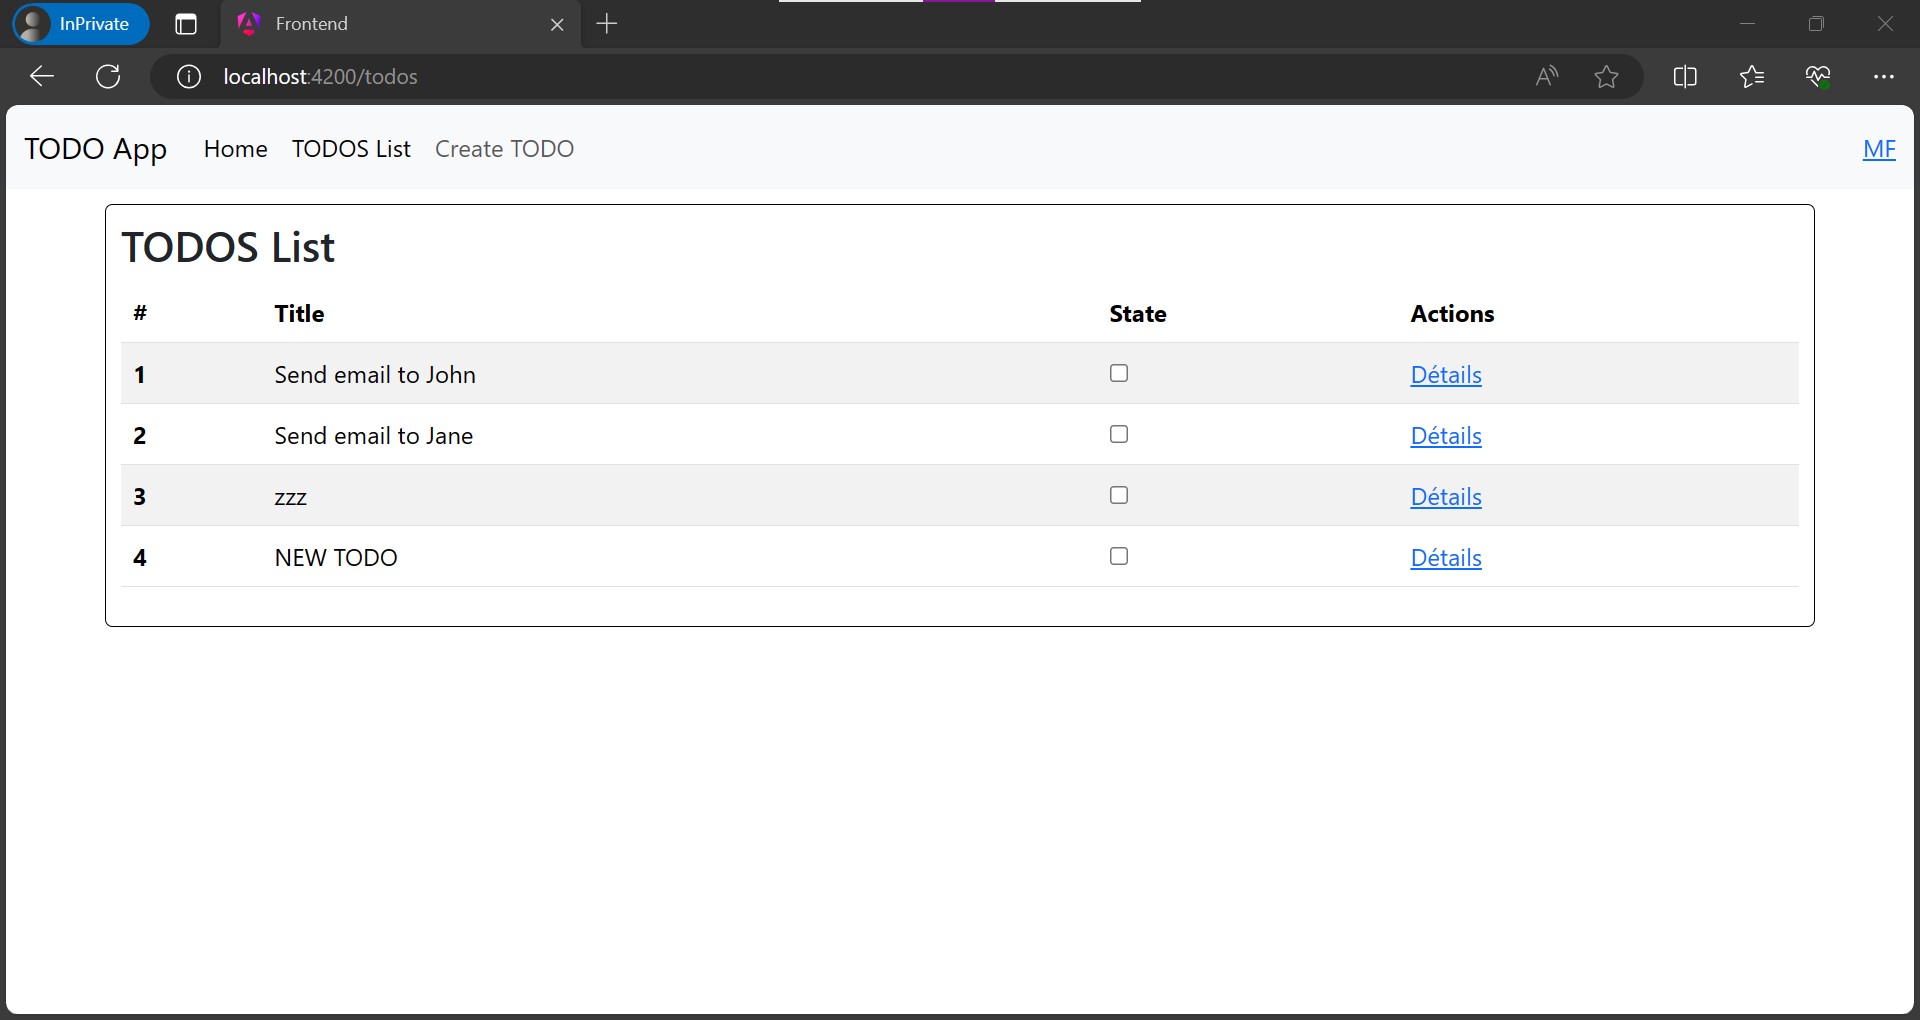 InPrivate Frontend
localhost:4200/todos
TODO App Home TODOS List Create TODO MF
TODOS List
# Title State Actions
1 Send email to John Détails
2 Send email to Jane Détails
3 zzz Détails
4 NEW TODO Détails